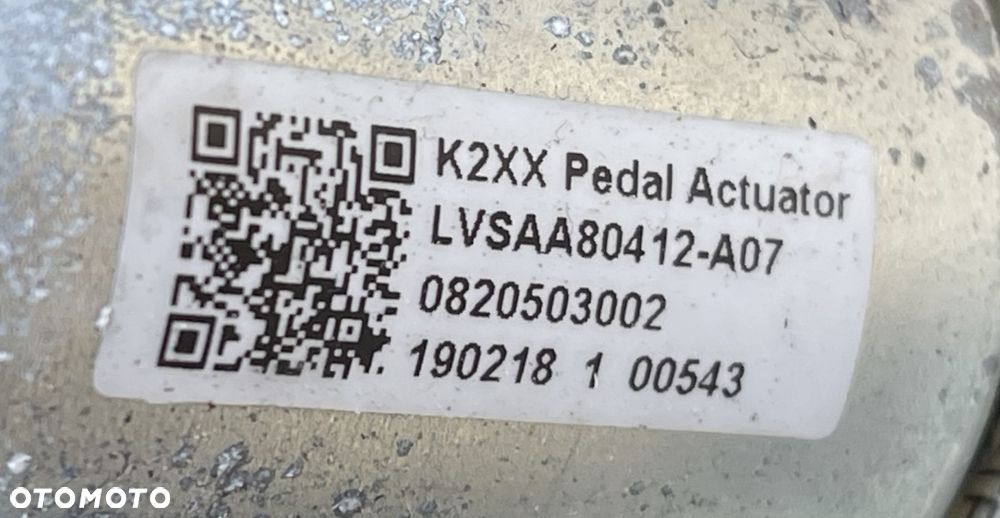 K2XX Pedal Actuator
LVSAA80412-A07
0820503002
190218 1 00543
OTOMOTO